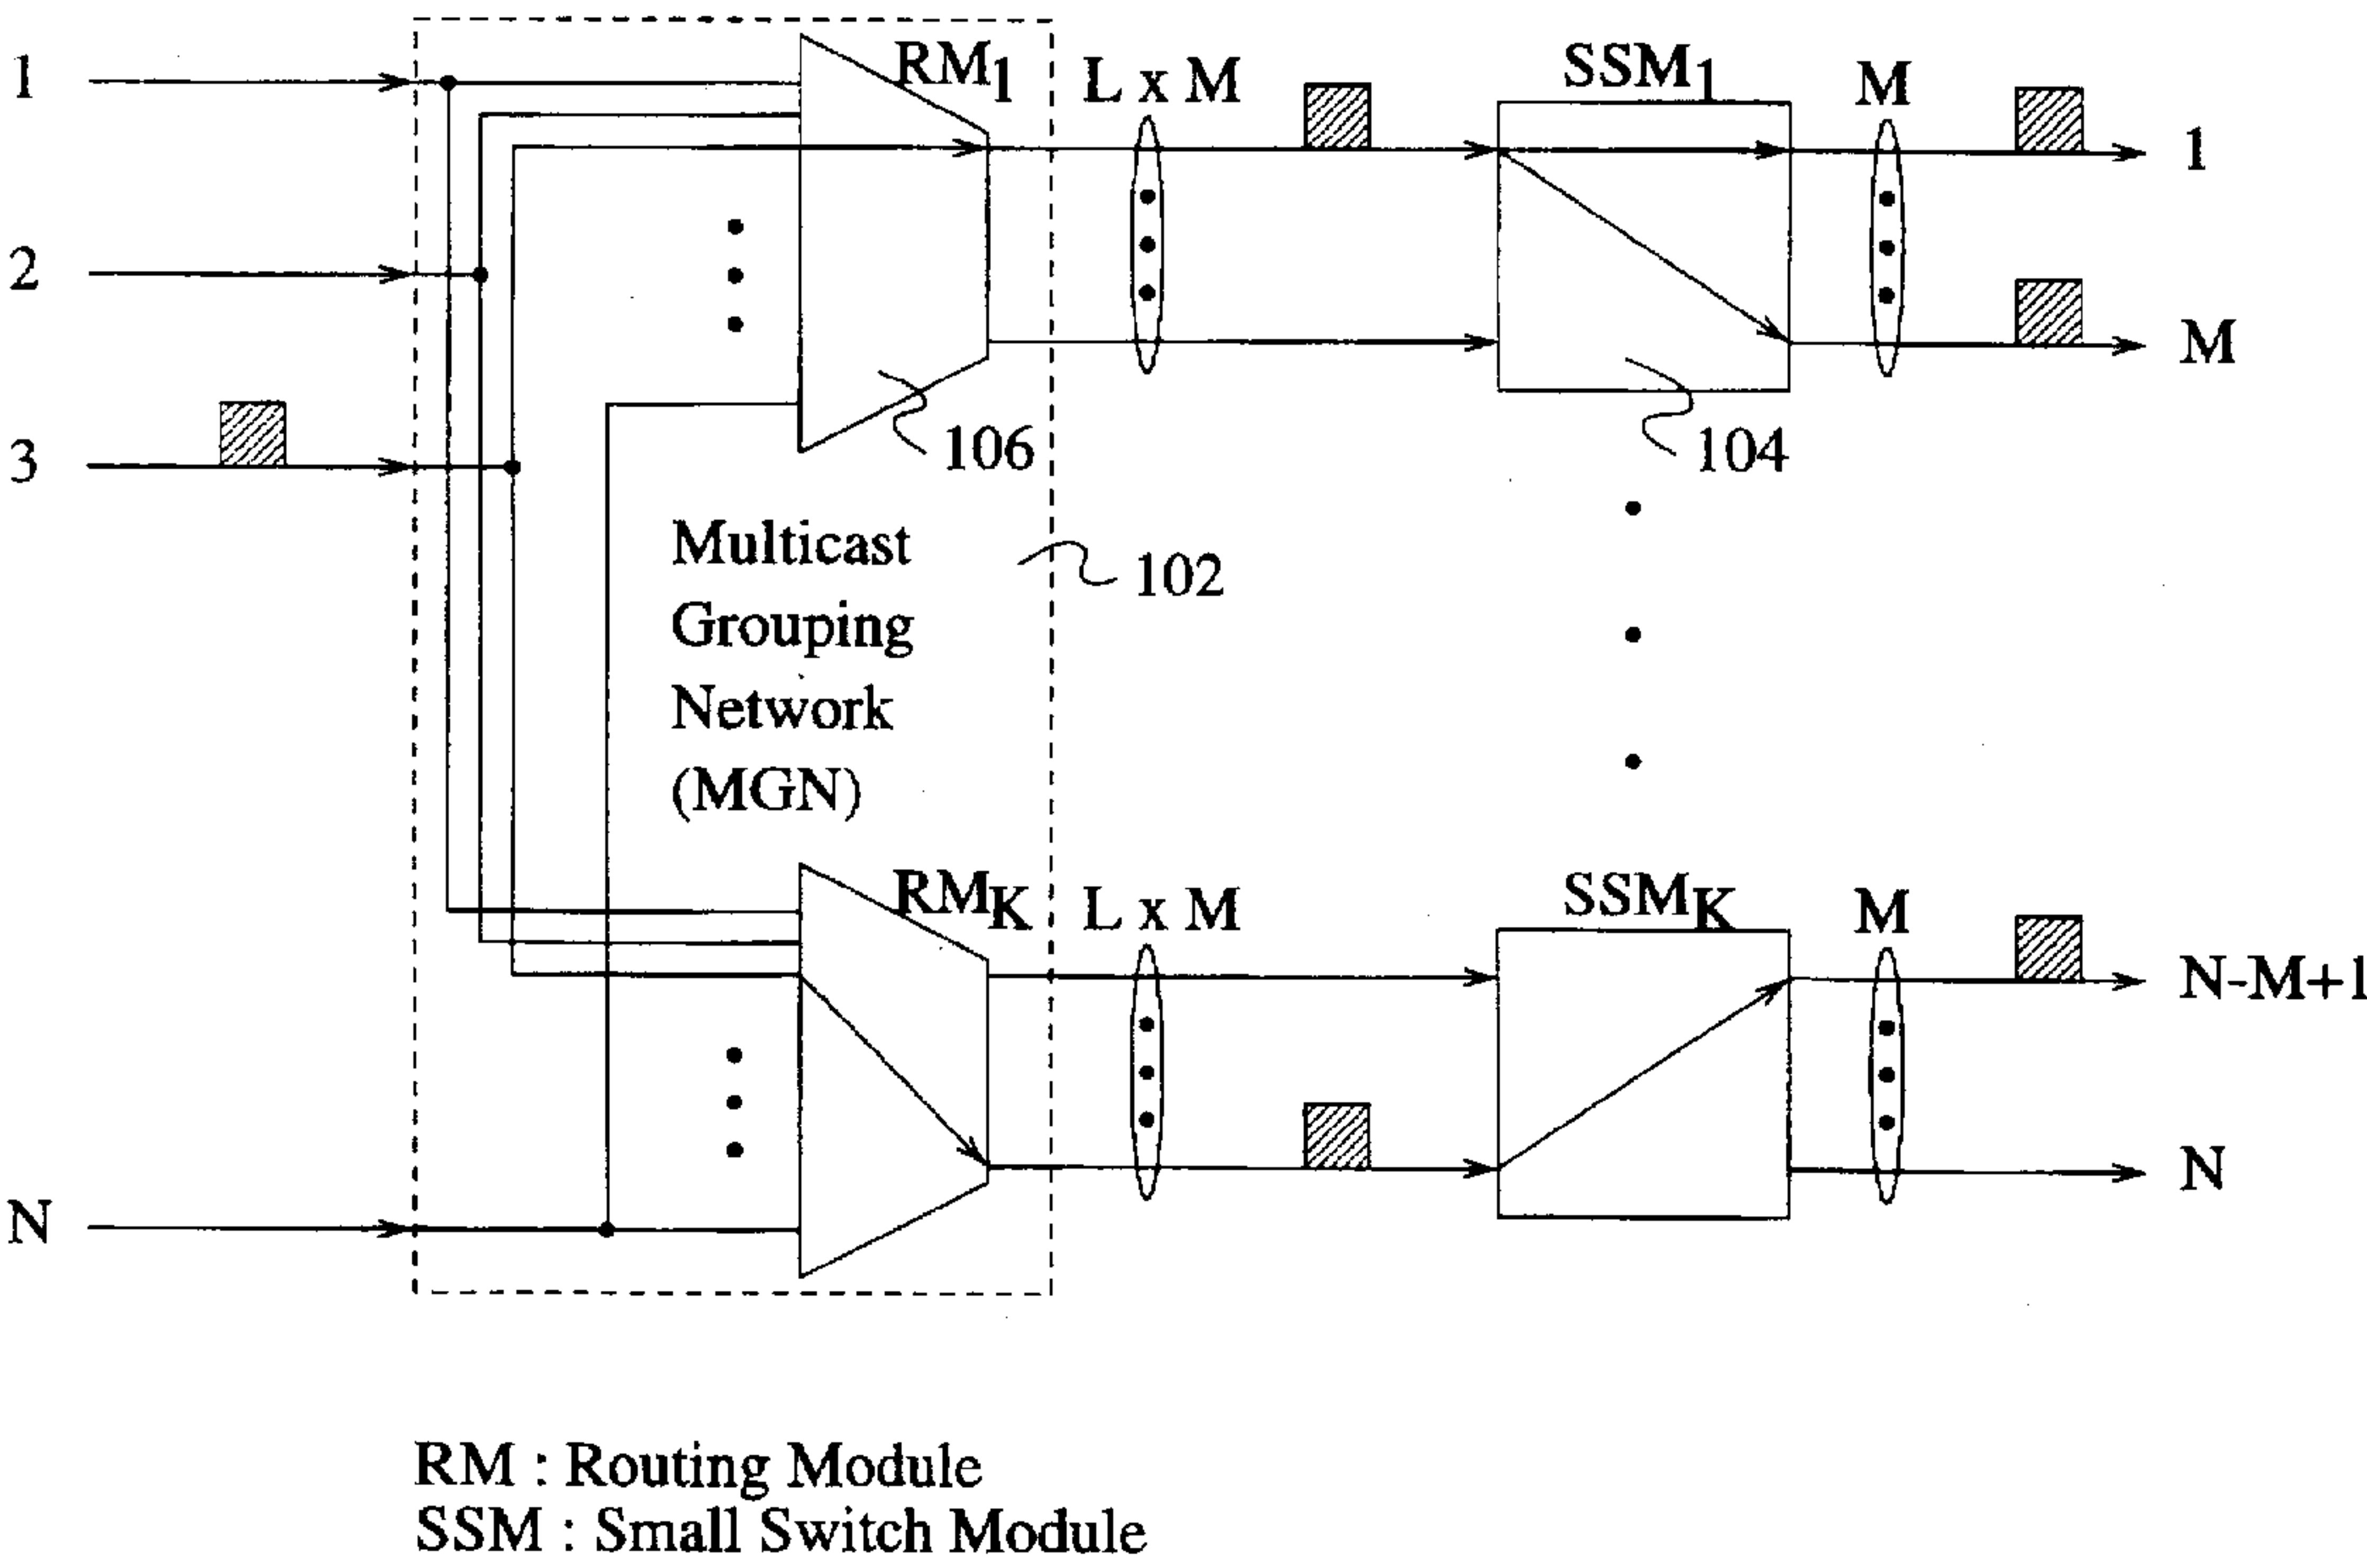 1
2
3
N
RM1
L x M
SSM1
M
1
M
106
104
Multicast
Grouping
Network
(MGN)
102
RMK
L x M
SSMK
M
N-M+1
N
RM : Routing Module
SSM : Small Switch Module